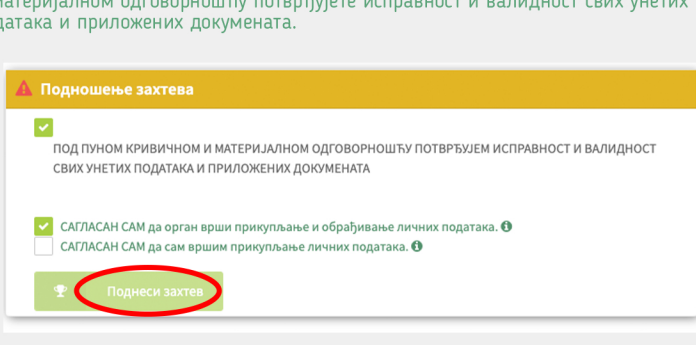 материјалном одговорношћу потврђујете исправност и валидност свих унетих
датака и приложених докумената.
Подношење захтева
ПОД ПУНОМ КРИВИЧНОМ И МАТЕРИЈАЛНОМ ОДГОВОРНОШЋУ ПОТВРЂУЈЕМ ИСПРАВНОСТ И ВАЛИДНОСТ
СВИХ УНЕТИХ ПОДАТАКА И ПРИЛОЖЕНИХ ДОКУМЕНАТА
САГЛАСАН САМ да орган врши прикупљање и обрађивање личних података.
САГЛАСАН САМ да сам вршим прикупљање личних података.
Поднеси захтев